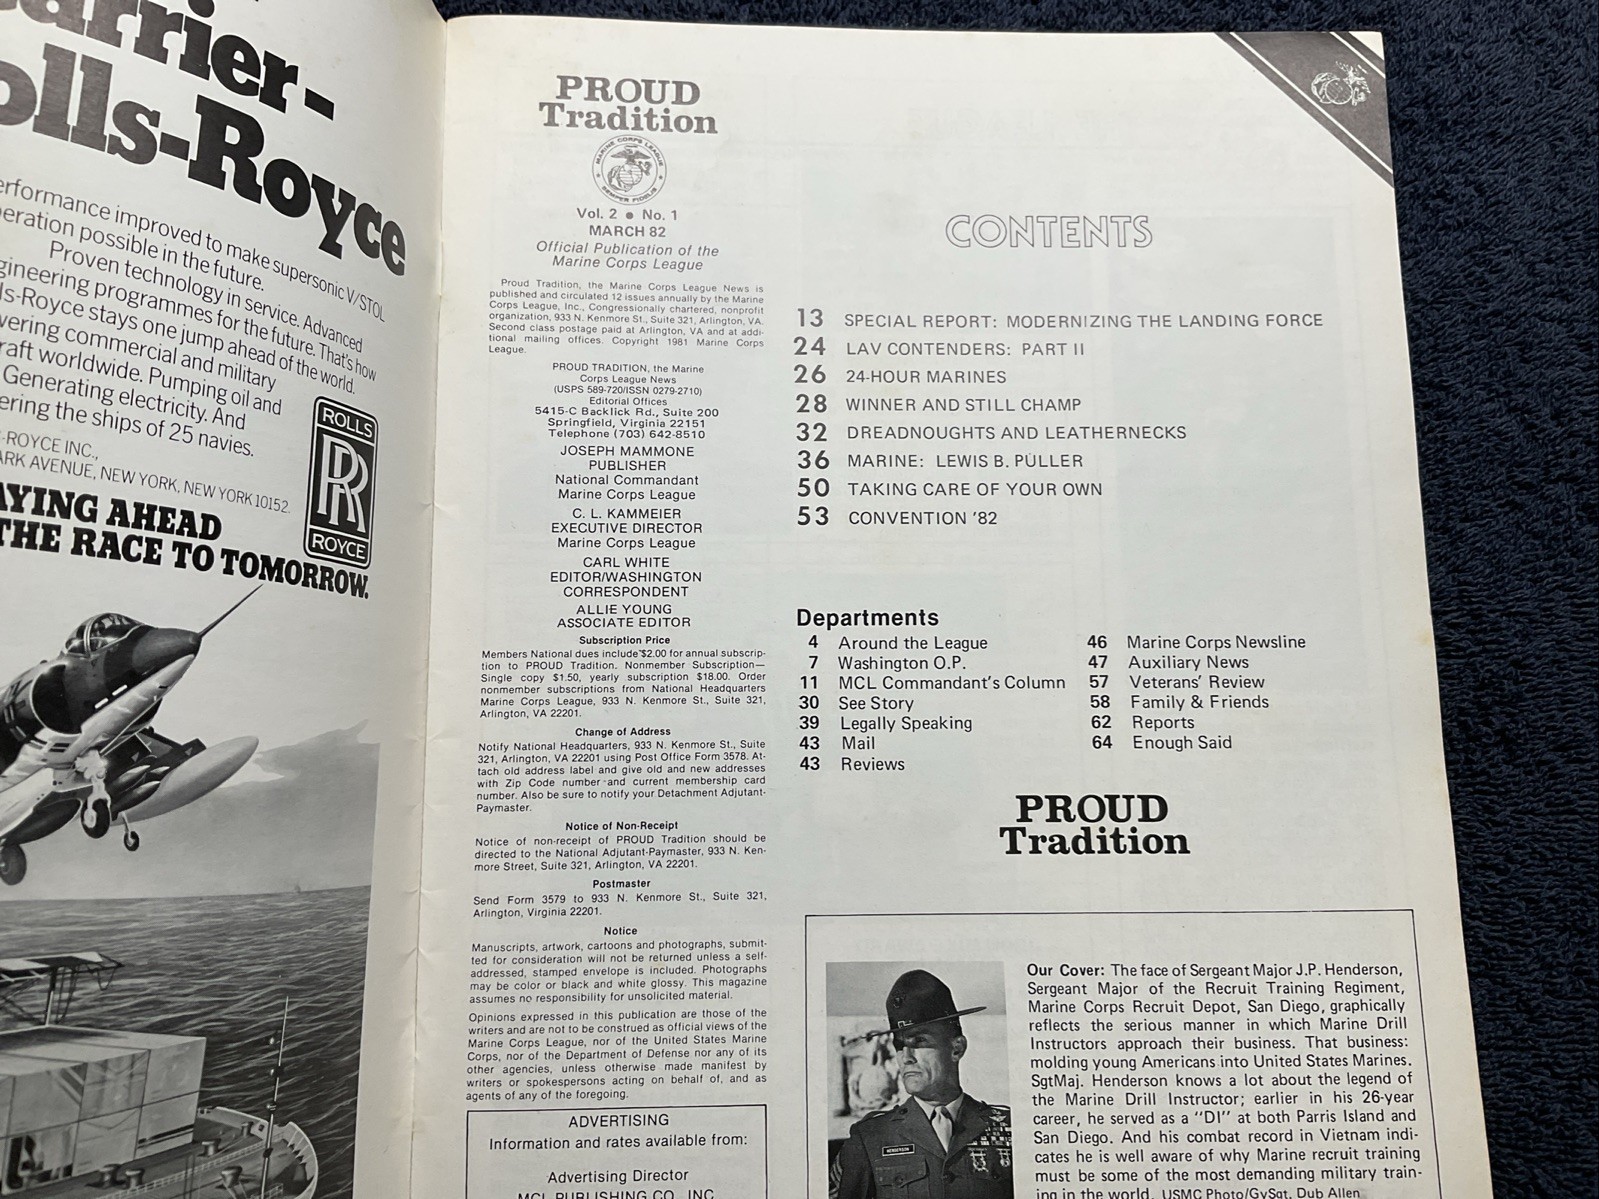 arrier-
olls-Royce
erformance improved to make supersonic V/STOL
eration possible in the future.
Proven technology in service. Advanced
gineering programmes for the future. That's how
ls-Royce stays one jump ahead of the world.
vering commercial and military
raft worldwide. Pumping oil and
Generating electricity. And
ering the ships of 25 navies.
-ROYCE INC.,
ARK AVENUE, NEW YORK, NEW YORK 10152.
AYING AHEAD
THE RACE TO TOMORROW.
ROLLS
RR
ROYCE
PROUD
Tradition
MARINE CORPS LEAGUE
SEMPER FIDELIS
Vol. 2 • No. 1
MARCH 82
Official Publication of the
Marine Corps League
Proud Tradition, the Marine Corps League News is
published and circulated 12 issues annually by the Marine
Corps League, Inc., Congressionally chartered, nonprofit
organization, 933 N. Kenmore St., Suite 321, Arlington, VA.
Second class postage paid at Arlington, VA and at addi-
tional mailing offices. Copyright 1981 Marine Corps
League.
PROUD TRADITION, the Marine
Corps League News
(USPS 589-720/ISSN 0279-2710)
Editorial Offices
5415-C Backlick Rd., Suite 200
Springfield, Virginia 22151
Telephone (703) 642-8510
JOSEPH MAMMONE
PUBLISHER
National Commandant
Marine Corps League
C. L. KAMMEIER
EXECUTIVE DIRECTOR
Marine Corps League
CARL WHITE
EDITOR/WASHINGTON
CORRESPONDENT
ALLIE YOUNG
ASSOCIATE EDITOR
Subscription Price
Members National dues include $2.00 for annual subscrip-
tion to PROUD Tradition. Nonmember Subscription—
Single copy $1.50, yearly subscription $18.00. Order
nonmember subscriptions from National Headquarters
Marine Corps League, 933 N. Kenmore St., Suite 321,
Arlington, VA 22201.
Change of Address
Notify National Headquarters, 933 N. Kenmore St., Suite
321, Arlington, VA 22201 using Post Office Form 3578. At-
tach old address label and give old and new addresses
with Zip Code number and current membership card
number. Also be sure to notify your Detachment Adjutant-
Paymaster.
Notice of Non-Receipt
Notice of non-receipt of PROUD Tradition should be
directed to the National Adjutant-Paymaster, 933 N. Ken-
more Street, Suite 321, Arlington, VA 22201.
Postmaster
Send Form 3579 to 933 N. Kenmore St., Suite 321,
Arlington, Virginia 22201.
Notice
Manuscripts, artwork, cartoons and photographs, submit-
ted for consideration will not be returned unless a self-
addressed, stamped envelope is included. Photographs
may be color or black and white glossy. This magazine
assumes no responsibility for unsolicited material.
Opinions expressed in this publication are those of the
writers and are not to be construed as official views of the
Marine Corps League, nor of the United States Marine
Corps, nor of the Department of Defense nor any of its
other agencies, unless otherwise made manifest by
writers or spokespersons acting on behalf of, and as
agents of any of the foregoing.
ADVERTISING
Information and rates available from:
Advertising Director
MCL PUBLISHING CO., INC.
CONTENTS
13 SPECIAL REPORT: MODERNIZING THE LANDING FORCE
24 LAV CONTENDERS: PART II
26 24-HOUR MARINES
28 WINNER AND STILL CHAMP
32 DREADNOUGHTS AND LEATHERNECKS
36 MARINE: LEWIS B. PULLER
50 TAKING CARE OF YOUR OWN
53 CONVENTION '82
Departments
4 Around the League
7 Washington O.P.
11 MCL Commandant's Column
30 See Story
39 Legally Speaking
43 Mail
43 Reviews
46 Marine Corps Newsline
47 Auxiliary News
57 Veterans' Review
58 Family & Friends
62 Reports
64 Enough Said
PROUD
Tradition
HENDERSON
Our Cover: The face of Sergeant Major J.P. Henderson,
Sergeant Major of the Recruit Training Regiment,
Marine Corps Recruit Depot, San Diego, graphically
reflects the serious manner in which Marine Drill
Instructors approach their business. That business:
molding young Americans into United States Marines.
SgtMaj. Henderson knows a lot about the legend of
the Marine Drill Instructor; earlier in his 26-year
career, he served as a "DI" at both Parris Island and
San Diego. And his combat record in Vietnam indi-
cates he is well aware of why Marine recruit training
must be some of the most demanding military train-
ing in the world. USMC Photo/GySgt. Dub Allen